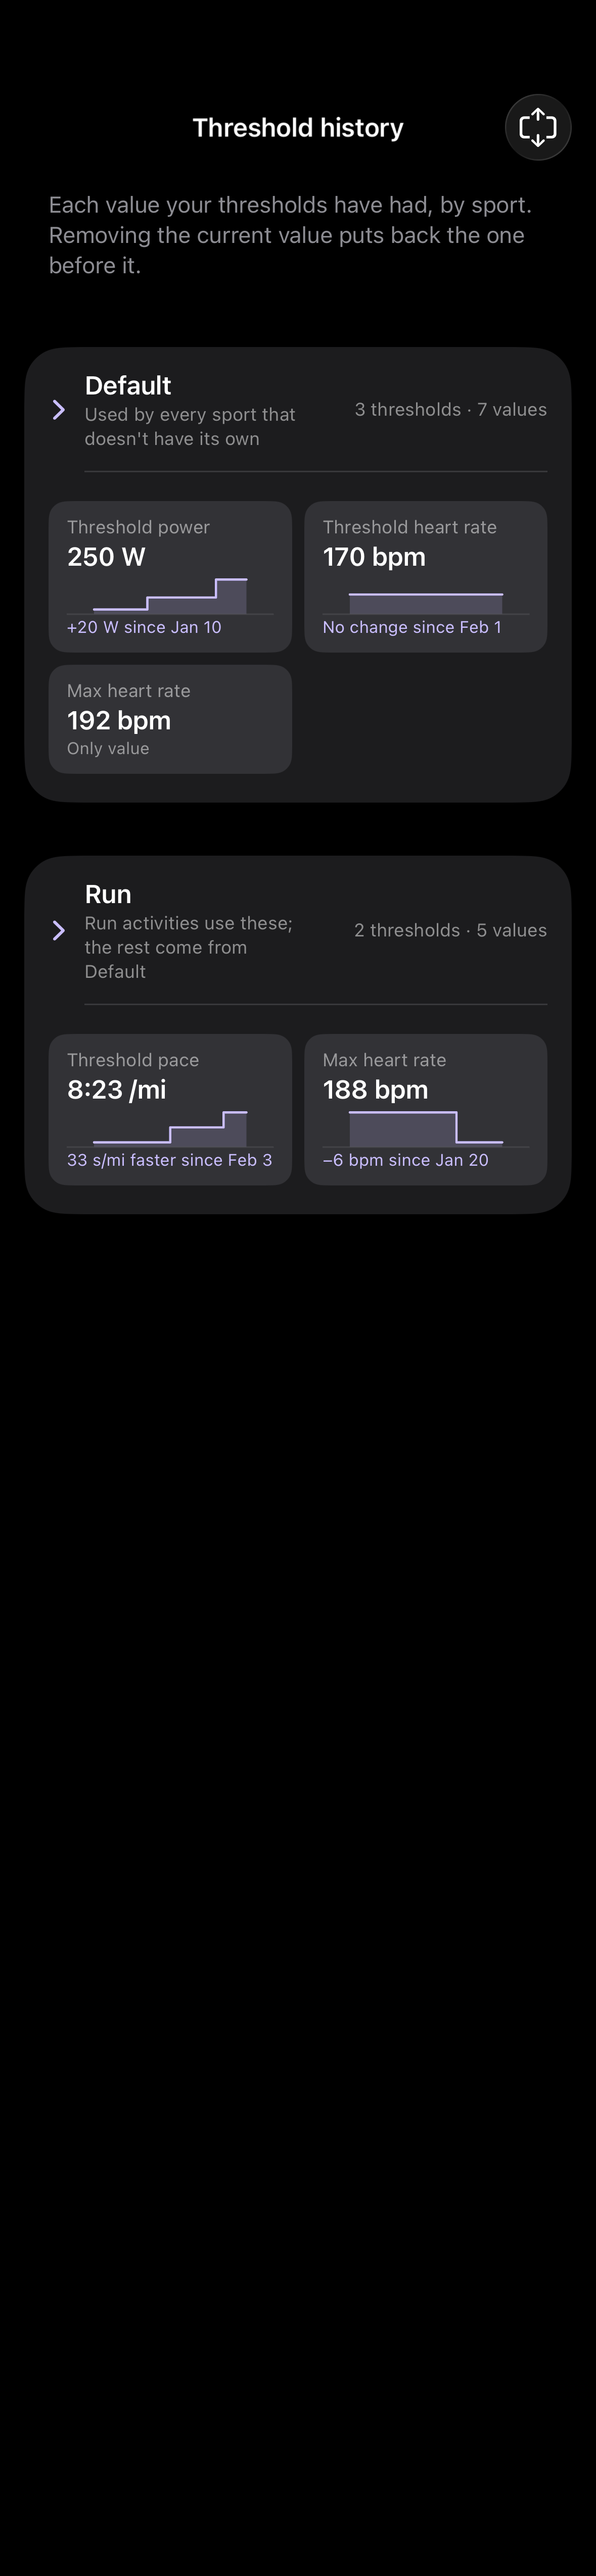 Threshold history
Each value your thresholds have had, by sport.
Removing the current value puts back the one
before it.
Default
Used by every sport that
doesn't have its own
3 thresholds · 7 values
Threshold power
250 W
+20 W since Jan 10
Threshold heart rate
170 bpm
No change since Feb 1
Max heart rate
192 bpm
Only value
Run
Run activities use these;
the rest come from
Default
2 thresholds · 5 values
Threshold pace
8:23 /mi
33 s/mi faster since Feb 3
Max heart rate
188 bpm
−6 bpm since Jan 20